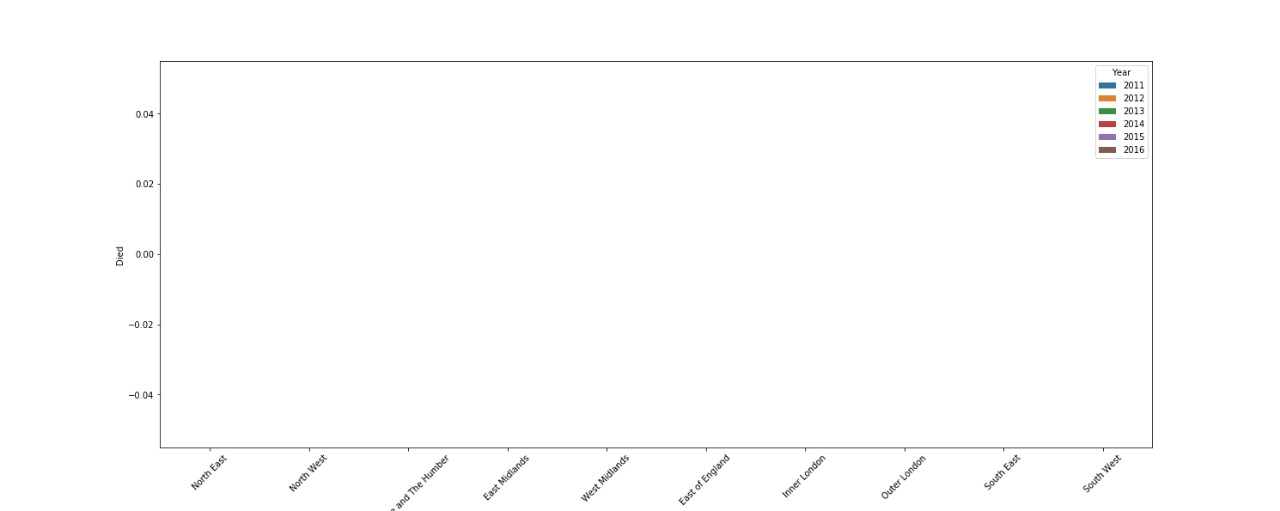 Year
2011
2012
2013
2014
2015
2016
0.04
0.02
0.00
−0.02
−0.04
Died
North East
North West
and The Humber
East Midlands
West Midlands
East of England
Inner London
Outer London
South East
South West